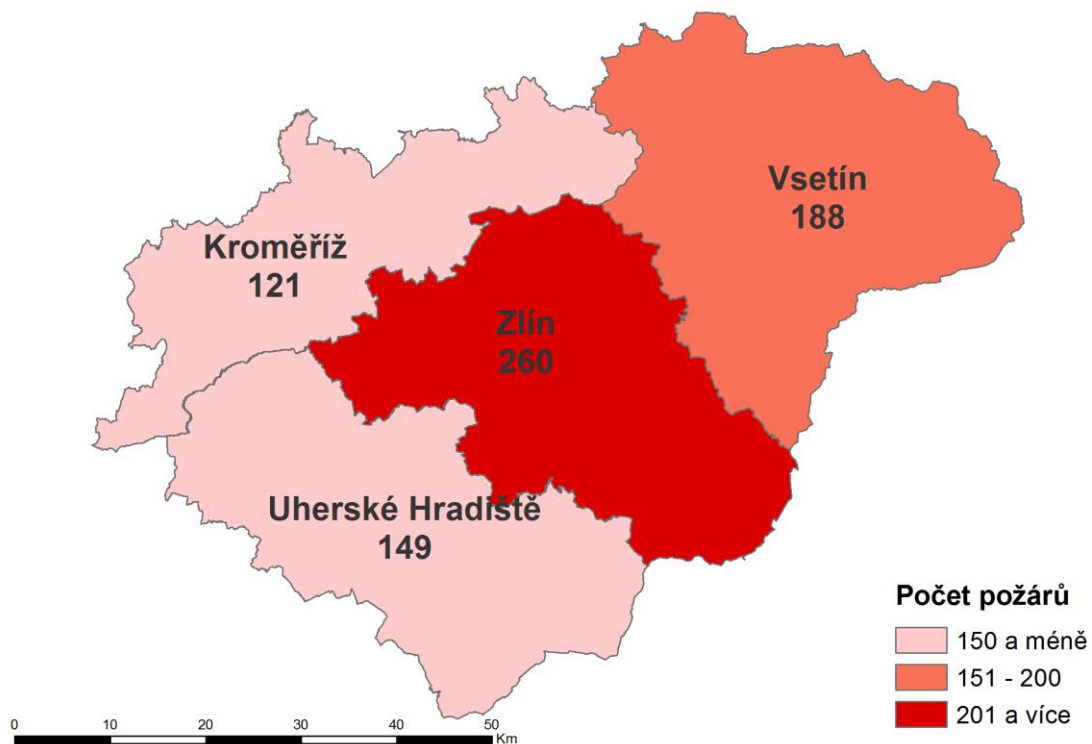 Vsetín
188
Kroměříž
121
Zlín
260
Uherské Hradiště
149
Počet požárů
150 a méně
151 - 200
201 a více
0 10 20 30 40 50
Km